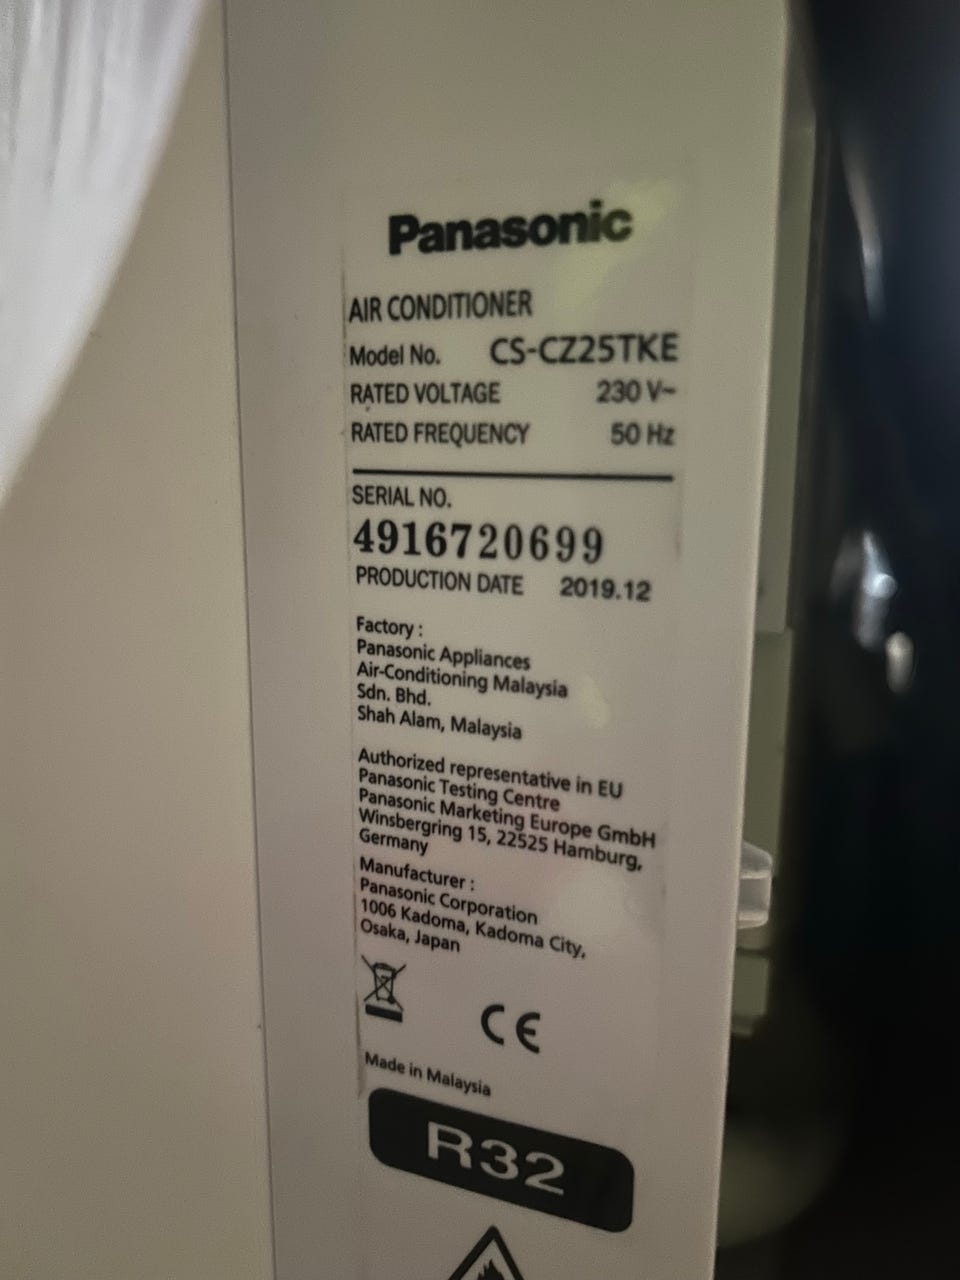 Panasonic
AIR CONDITIONER
Model No. CS-CZ25TKE
RATED VOLTAGE 230 V~
RATED FREQUENCY 50 Hz
SERIAL NO.
4916720699
PRODUCTION DATE 2019.12
Factory :
Panasonic Appliances
Air-Conditioning Malaysia
Sdn. Bhd.
Shah Alam, Malaysia
Authorized representative in EU
Panasonic Testing Centre
Panasonic Marketing Europe GmbH
Winsbergring 15, 22525 Hamburg,
Germany
Manufacturer :
Panasonic Corporation
1006 Kadoma, Kadoma City,
Osaka, Japan
CE
Made in Malaysia
R32